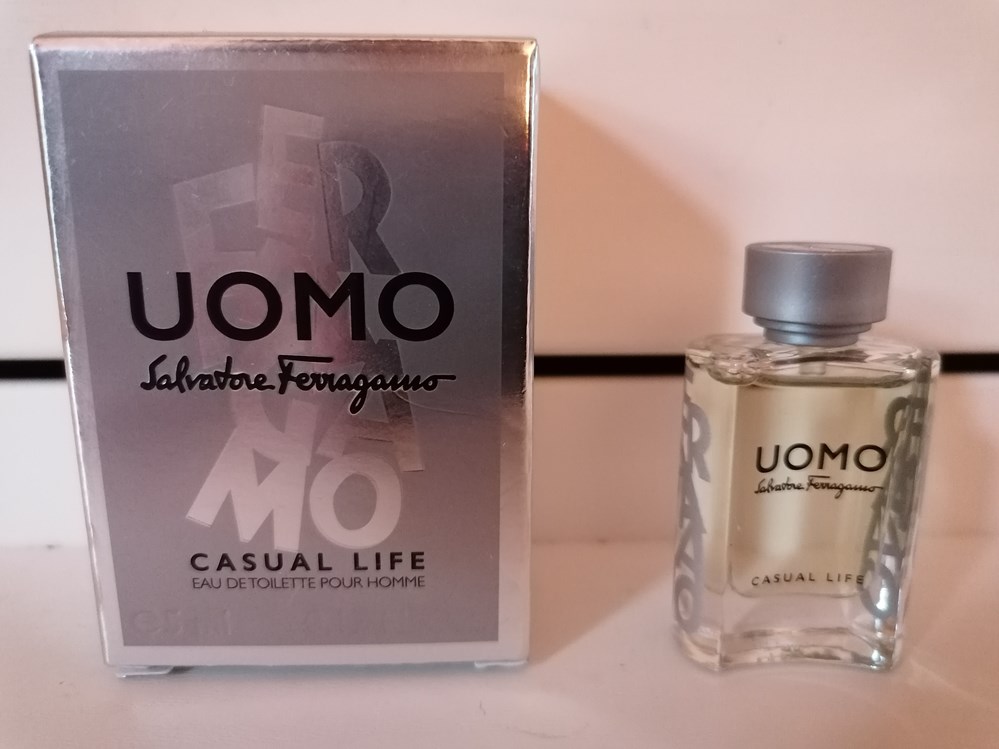 UOMO
Salvatore Ferragamo
CASUAL LIFE
EAU DE TOILETTE POUR HOMME
UOMO
Salvatore Ferragamo
CASUAL LIFE